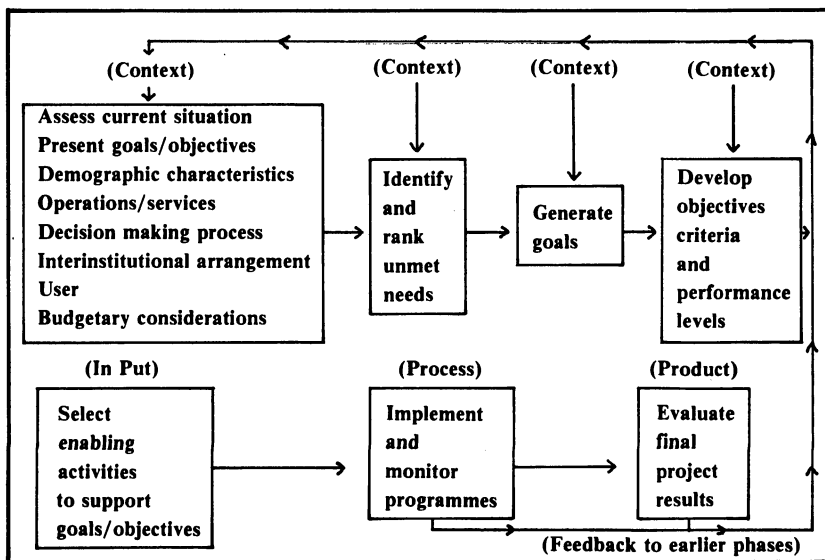 (Context)
(Context)
(Context)
(Context)
Assess current situation
Present goals/objectives
Demographic characteristics
Operations/services
Decision making process
Interinstitutional arrangement
User
Budgetary considerations
Identify
and
rank
unmet
needs
Generate
goals
Develop
objectives
criteria
and
performance
levels
(In Put)
Select
enabling
activities
to support
goals/objectives
(Process)
Implement
and
monitor
programmes
(Product)
Evaluate
final
project
results
(Feedback to earlier phases)